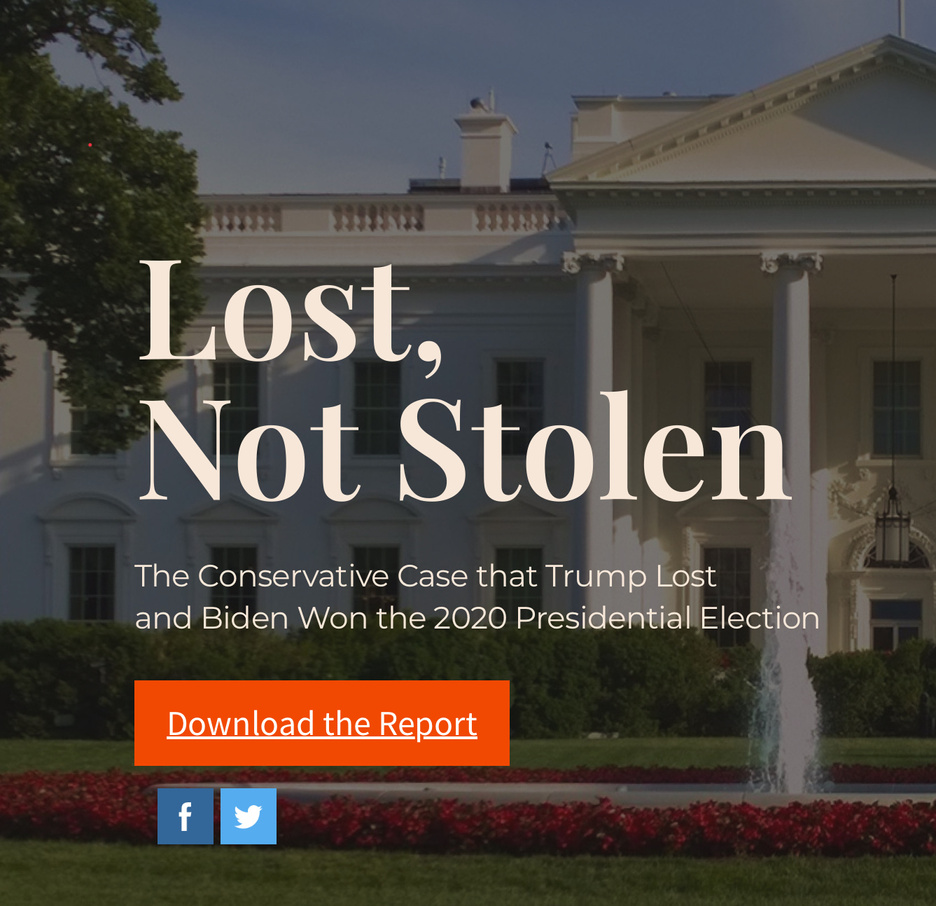 Lost,
Not Stolen
The Conservative Case that Trump Lost
and Biden Won the 2020 Presidential Election
Download the Report